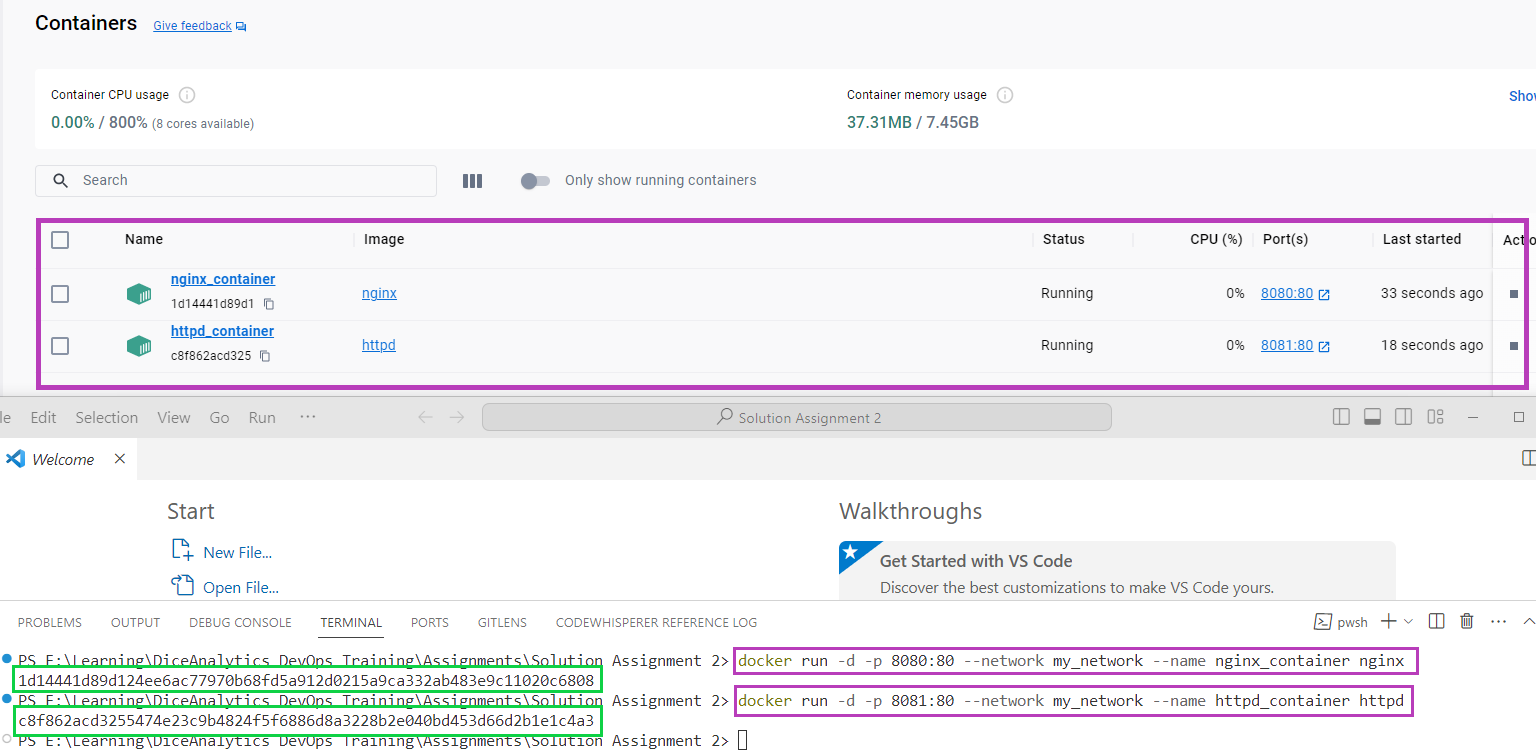 Containers Give feedback
Container CPU usage Container memory usage
0.00% / 800% (8 cores available) 37.31MB / 7.45GB Show
Search Only show running containers
Name Image Status CPU (%) Port(s) Last started Actio
nginx_container
1d14441d89d1 nginx Running 0% 8080:80 33 seconds ago
httpd_container
c8f862acd325 httpd Running 0% 8081:80 18 seconds ago
le Edit Selection View Go Run ··· Solution Assignment 2
Welcome
Start Walkthroughs
New File... Get Started with VS Code
Open File... Discover the best customizations to make VS Code yours.
PROBLEMS OUTPUT DEBUG CONSOLE TERMINAL PORTS GITLENS CODEWHISPERER REFERENCE LOG pwsh
PS E:\Learning\DiceAnalytics DevOps Training\Assignments\Solution Assignment 2> docker run -d -p 8080:80 --network my_network --name nginx_container nginx
1d14441d89d124ee6ac77970b68fd5a912d0215a9ca332ab483e9c11020c6808
PS E:\Learning\DiceAnalytics DevOps Training\Assignments\Solution Assignment 2> docker run -d -p 8081:80 --network my_network --name httpd_container httpd
c8f862acd3255474e23c9b4824f5f6886d8a3228b2e040bd453d66d2b1e1c4a3
PS E:\Learning\DiceAnalytics DevOps Training\Assignments\Solution Assignment 2>